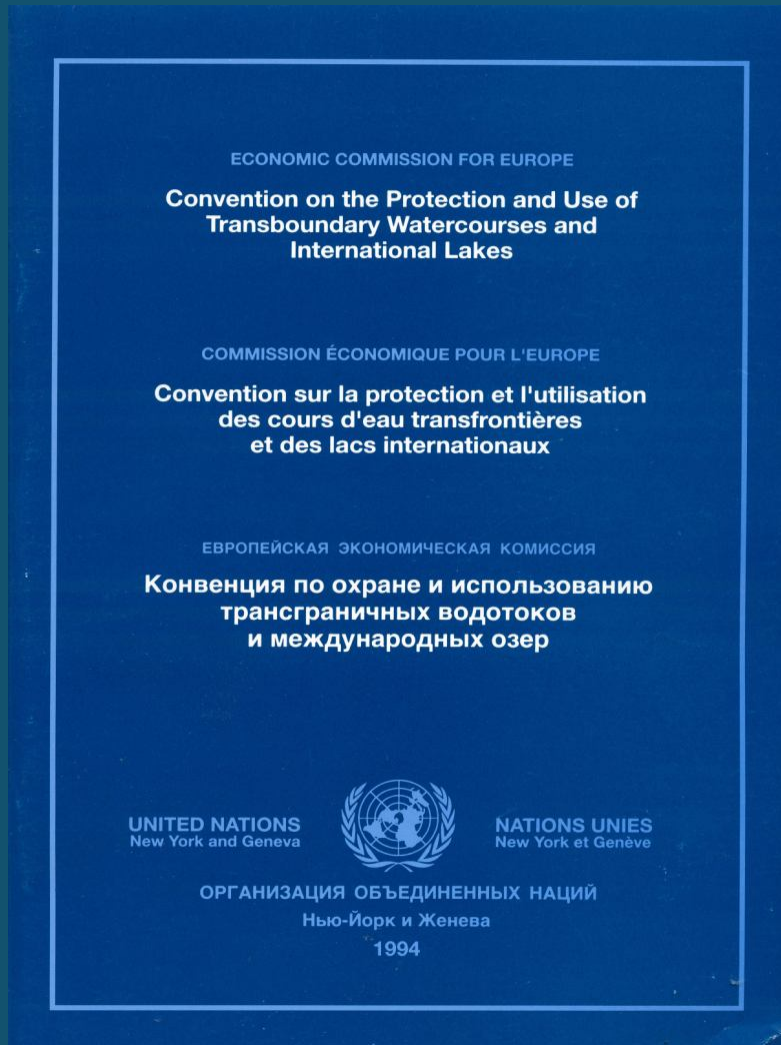 ECONOMIC COMMISSION FOR EUROPE
Convention on the Protection and Use of
Transboundary Watercourses and
International Lakes
COMMISSION ÉCONOMIQUE POUR L'EUROPE
Convention sur la protection et l'utilisation
des cours d'eau transfrontières
et des lacs internationaux
ЕВРОПЕЙСКАЯ ЭКОНОМИЧЕСКАЯ КОМИССИЯ
Конвенция по охране и использованию
трансграничных водотоков
и международных озер
UNITED NATIONS
New York and Geneva
NATIONS UNIES
New York et Genève
ОРГАНИЗАЦИЯ ОБЪЕДИНЕННЫХ НАЦИЙ
Нью-Йорк и Женева
1994